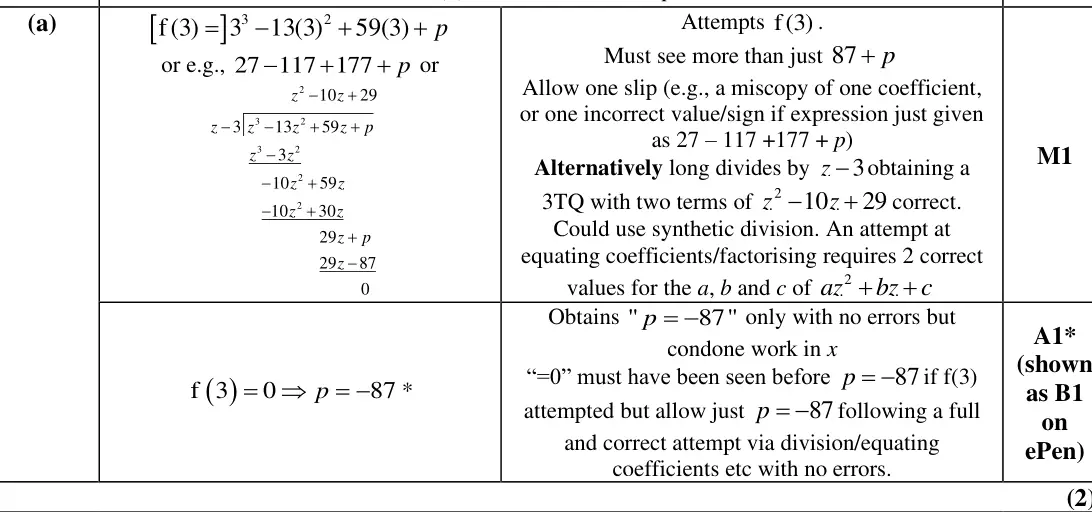 (a)
[f(3) =]3³ − 13(3)² + 59(3) + p
or e.g., 27 − 117 + 177 + p or
z² − 10z + 29
z − 3 z³ − 13z² + 59z + p
z³ − 3z²
−10z² + 59z
−10z² + 30z
29z + p
29z − 87
0
Attempts f(3).
Must see more than just 87 + p
Allow one slip (e.g., a miscopy of one coefficient,
or one incorrect value/sign if expression just given
as 27 – 117 +177 + p)
Alternatively long divides by z − 3 obtaining a
3TQ with two terms of z² − 10z + 29 correct.
Could use synthetic division. An attempt at
equating coefficients/factorising requires 2 correct
values for the a, b and c of az² + bz + c
M1
f(3) = 0 ⇒ p = −87 *
Obtains "p = −87" only with no errors but
condone work in x
“=0” must have been seen before p = −87 if f(3)
attempted but allow just p = −87 following a full
and correct attempt via division/equating
coefficients etc with no errors.
A1*
(shown
as B1
on
ePen)
(2)